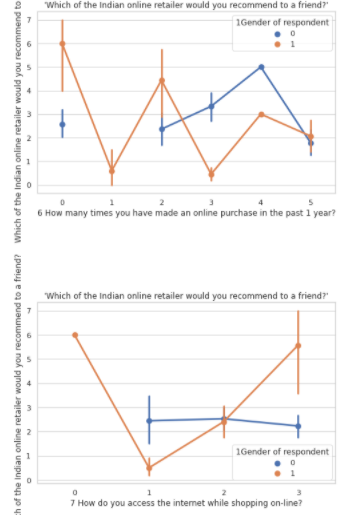 'Which of the Indian online retailer would you recommend to a friend?'
Which of the Indian online retailer would you recommend to
7
6
5
4
3
2
1
0
1Gender of respondent
0
1
0 1 2 3 4 5
6 How many times you have made an online purchase in the past 1 year?
'Which of the Indian online retailer would you recommend to a friend?'
ch of the Indian online retailer would you recommend to a friend?
7
6
5
4
3
2
1
0
1Gender of respondent
0
1
0 1 2 3
7 How do you access the internet while shopping on-line?